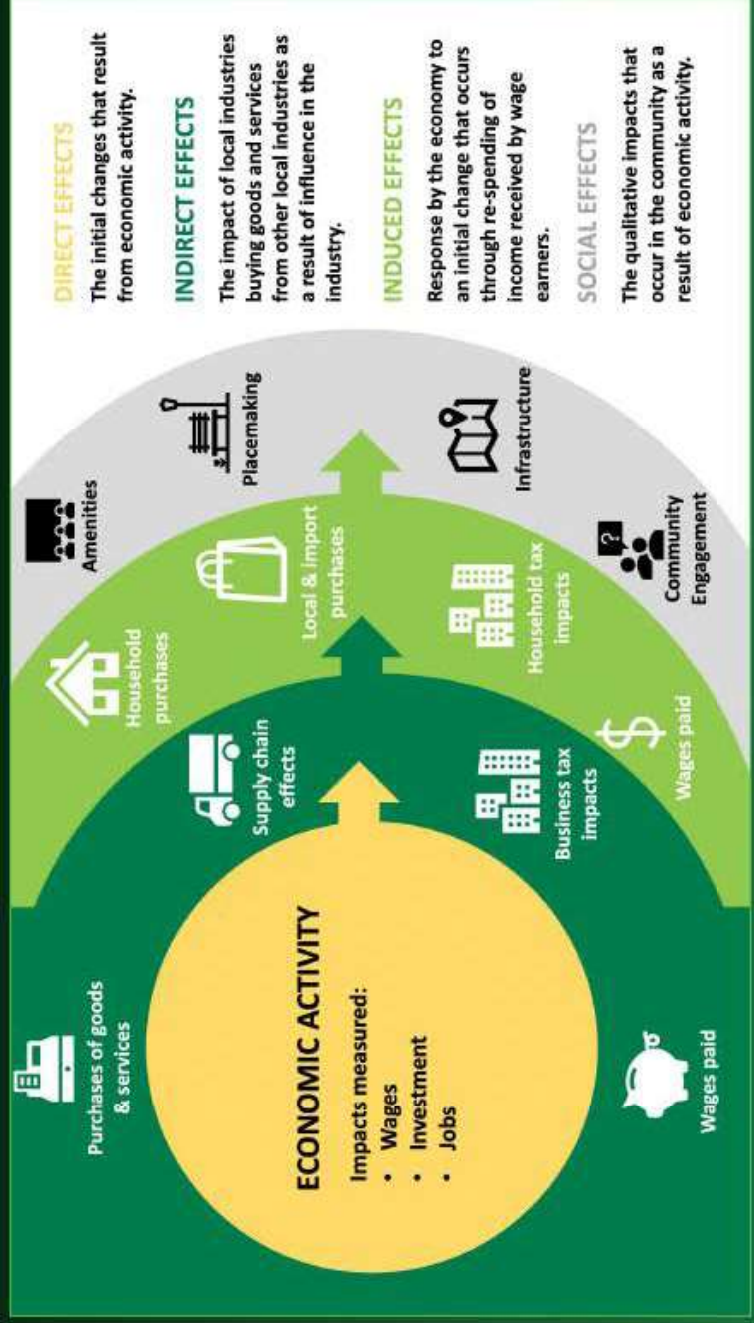 ECONOMIC ACTIVITY
Impacts measured:
• Wages
• Investment
• Jobs
Purchases of goods
& services
Supply chain
effects
Business tax
impacts
Wages paid
Household
purchases
Local & import
purchases
Household tax
impacts
Wages paid
Amenities
Placemaking
Infrastructure
Community
Engagement
?
$
DIRECT EFFECTS
The initial changes that result
from economic activity.
INDIRECT EFFECTS
The impact of local industries
buying goods and services
from other local industries as
a result of influence in the
industry.
INDUCED EFFECTS
Response by the economy to
an initial change that occurs
through re-spending of
income received by wage
earners.
SOCIAL EFFECTS
The qualitative impacts that
occur in the community as a
result of economic activity.